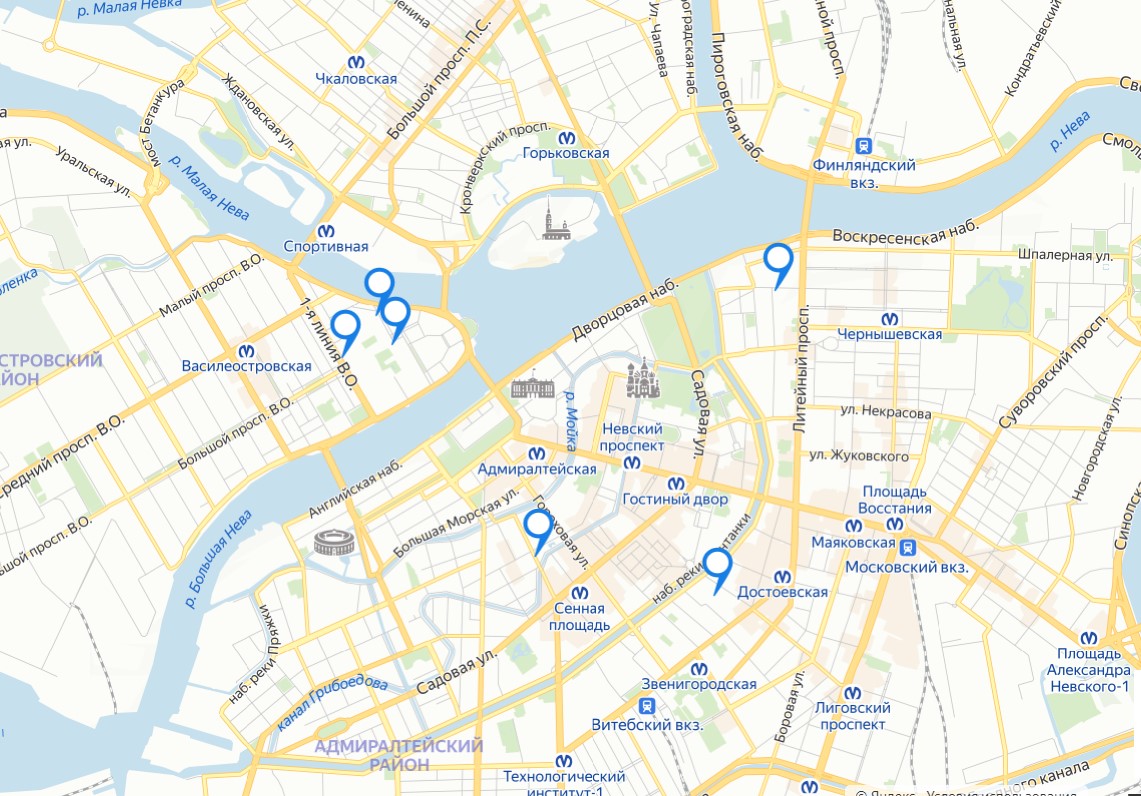 р. Малая Невка
Чкаловская
Большой просп. П.С.
ул. Чапаева
Пироговская наб.
Кондратьевский
Ждановская ул.
мост Бетанкура
Уральская ул.
р. Малая Нева
Кронверкский просп.
Горьковская
Финляндский
вкз.
р. Нева
Спортивная
Воскресенская наб.
Шпалерная ул.
Малый просп. В.О.
1-я линия В.О.
Дворцовая наб.
Чернышевская
Василеостровская
Литейный просп.
Суворовский просп.
Садовая ул.
р. Мойка
Большой просп. В.О.
Средний просп. В.О.
ул. Некрасова
Невский
проспект
ул. Жуковского
Новгородская ул.
Адмиралтейская
Гостиный двор
Английская наб.
Большая Морская ул.
Гороховая ул.
Площадь
Восстания
Маяковская
Московский вкз.
р. Большая Нева
Достоевская
Сенная
площадь
наб. реки Пряжки
Садовая ул.
канал Грибоедова
Звенигородская
Витебский вкз.
Боровая ул.
Лиговский
проспект
Площадь
Александра
Невского-1
АДМИРАЛТЕЙСКИЙ
РАЙОН
Технологический
институт-1